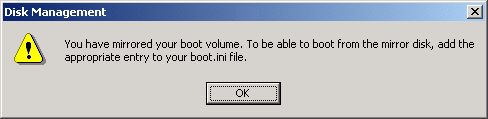 Disk Management
You have mirrored your boot volume. To be able to boot from the mirror disk, add the
appropriate entry to your boot.ini file.
OK